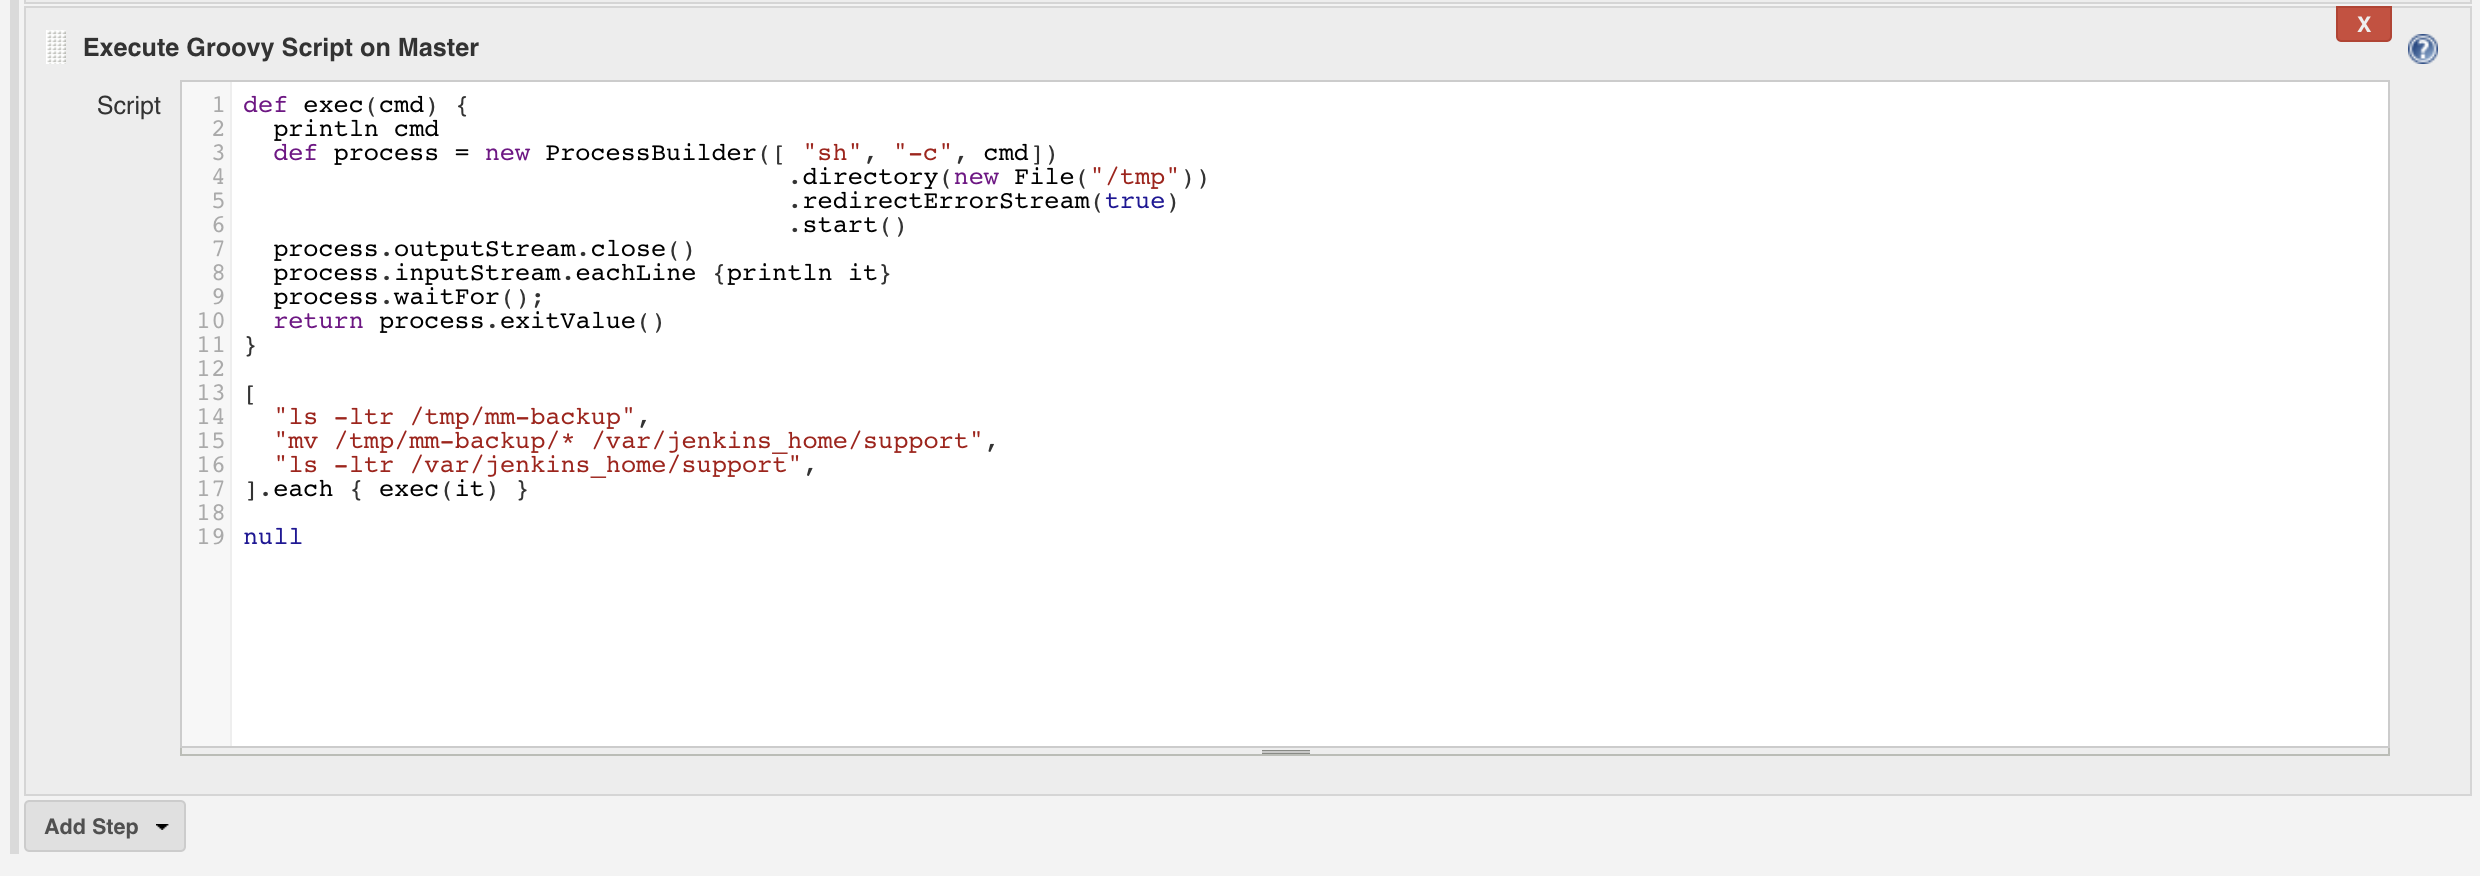 X
Execute Groovy Script on Master
?
Script
1 def exec(cmd) {
2   println cmd
3   def process = new ProcessBuilder([ "sh", "-c", cmd])
4                                     .directory(new File("/tmp"))
5                                     .redirectErrorStream(true)
6                                     .start()
7   process.outputStream.close()
8   process.inputStream.eachLine {println it}
9   process.waitFor();
10   return process.exitValue()
11 }
12
13 [
14   "ls -ltr /tmp/mm-backup",
15   "mv /tmp/mm-backup/* /var/jenkins_home/support",
16   "ls -ltr /var/jenkins_home/support",
17 ].each { exec(it) }
18
19 null
Add Step